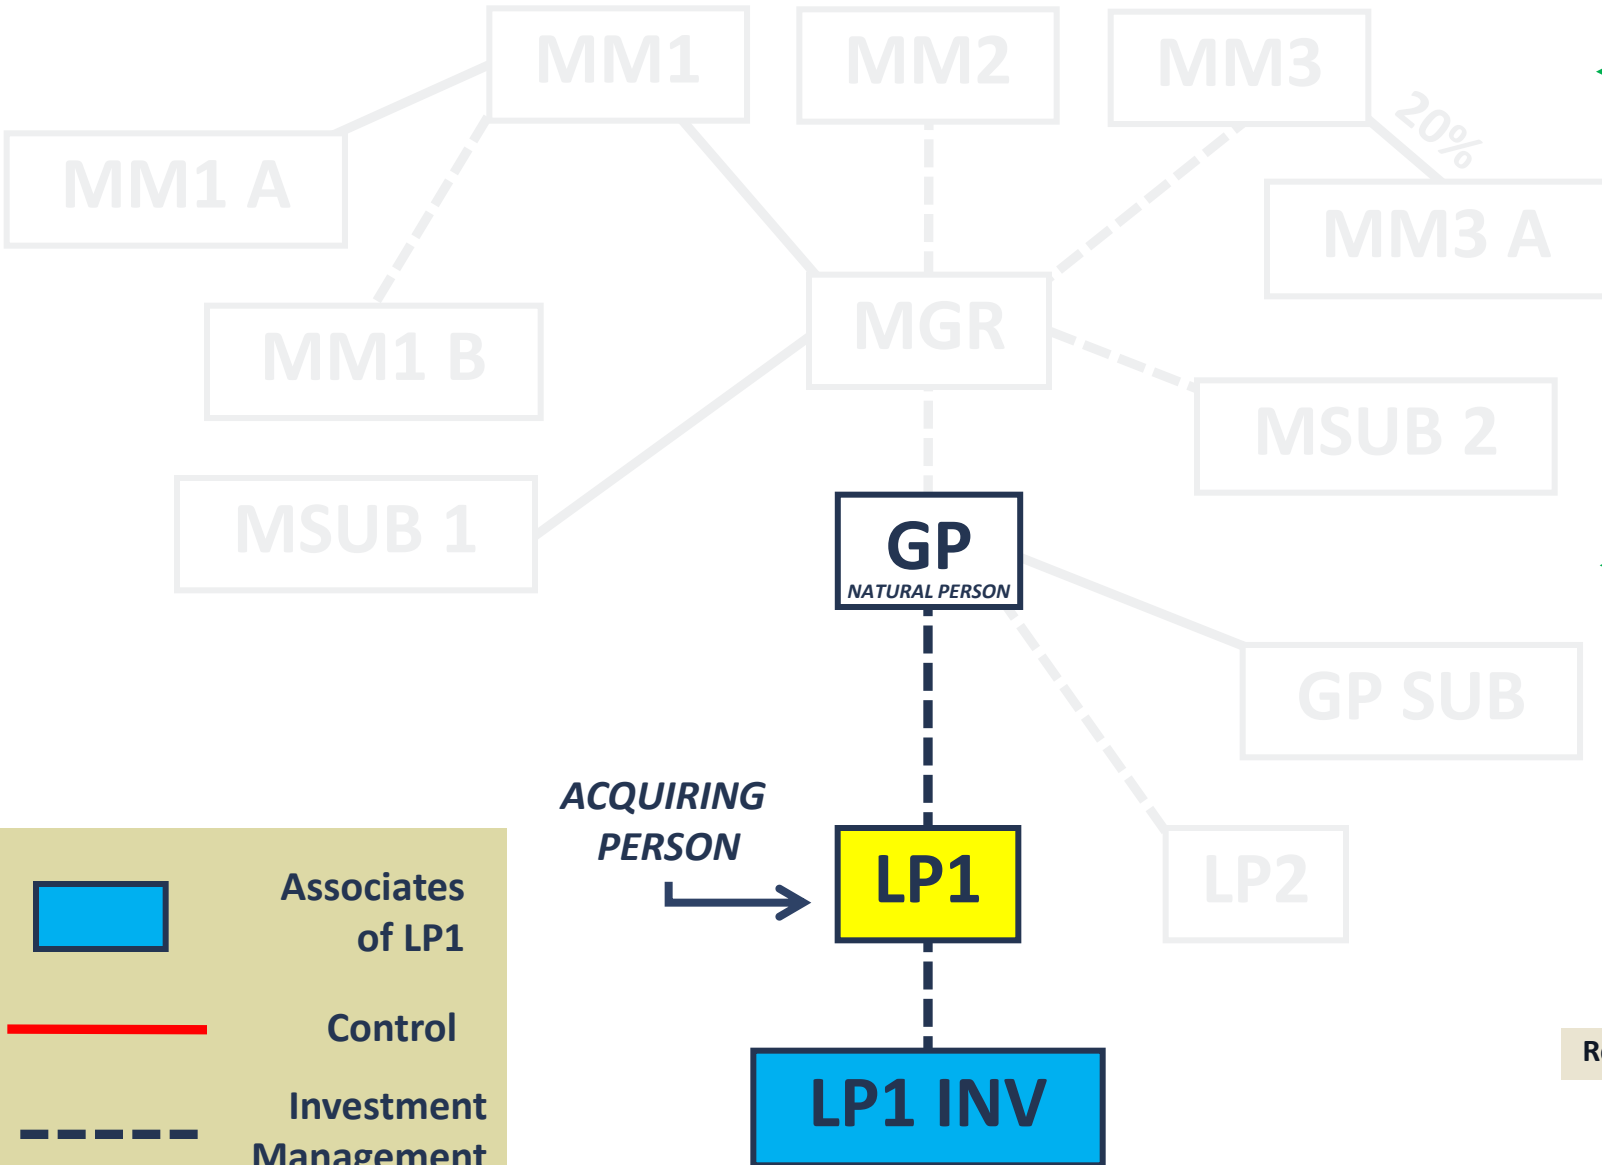 MM1
MM2
MM3
20%
MM1 A
MM3 A
MM1 B
MGR
MSUB 2
MSUB 1
GP
NATURAL PERSON
GP SUB
ACQUIRING
PERSON
LP1
LP2
Associates
of LP1
Control
Investment
Management
LP1 INV